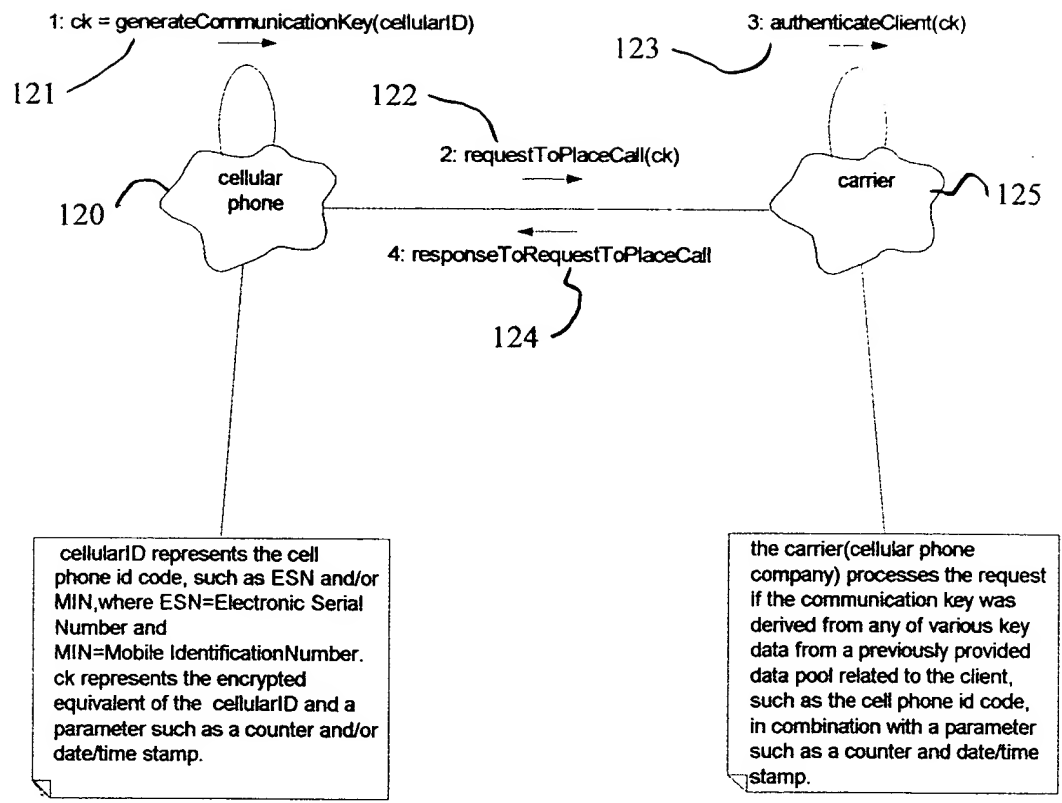 1: ck = generateCommunicationKey(cellularID)
121
123
3: authenticateClient(ck)
122
2: requestToPlaceCall(ck)
cellular
phone
carrier
120
125
4: responseToRequestToPlaceCall
124
cellularID represents the cell
phone id code, such as ESN and/or
MIN,where ESN=Electronic Serial
Number and
MIN=Mobile IdentificationNumber.
ck represents the encrypted
equivalent of the cellularID and a
parameter such as a counter and/or
date/time stamp.
the carrier(cellular phone
company) processes the request
if the communication key was
derived from any of various key
data from a previously provided
data pool related to the client,
such as the cell phone id code,
in combination with a parameter
such as a counter and date/time
stamp.